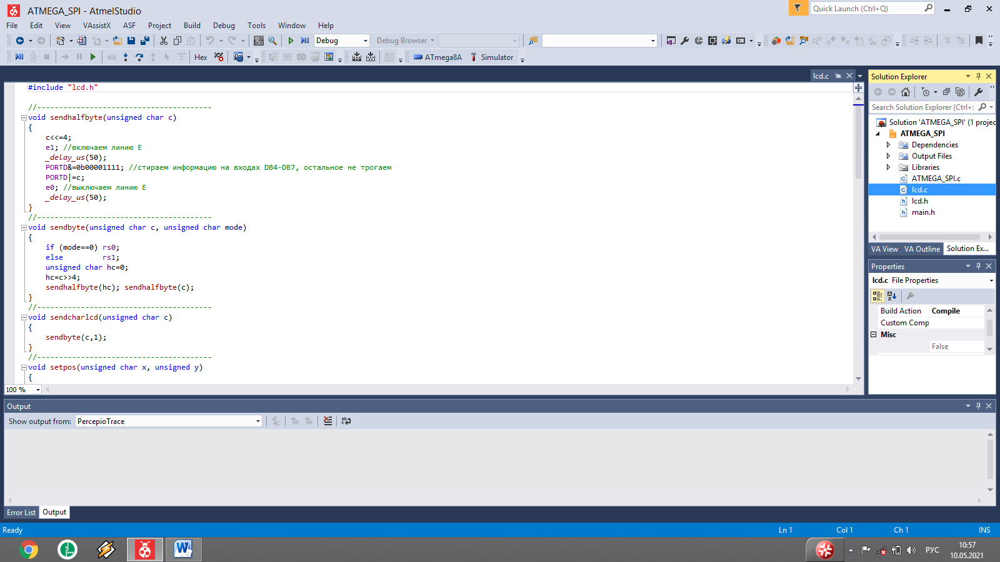 ATMEGA_SPI - AtmelStudio
Quick Launch (Ctrl+Q)
File Edit View VAssistX ASF Project Build Debug Tools Window Help
Debug Debug Browser
Hex ATmega8A Simulator
lcd.c
#include "lcd.h"
//----------------------------------------
void sendhalfbyte(unsigned char c)
{
c<<=4;
e1; //включаем линию E
_delay_us(50);
PORTD&=0b00001111; //стираем информацию на входах DB4-DB7, остальное не трогаем
PORTD|=c;
e0; //выключаем линию E
_delay_us(50);
}
//----------------------------------------
void sendbyte(unsigned char c, unsigned char mode)
{
if (mode==0) rs0;
else rs1;
unsigned char hc=0;
hc=c>>4;
sendhalfbyte(hc); sendhalfbyte(c);
}
//----------------------------------------
void sendcharlcd(unsigned char c)
{
sendbyte(c,1);
}
//----------------------------------------
void setpos(unsigned char x, unsigned y)
{
100 %
Solution Explorer
Search Solution Explorer (Ctrl+:
Solution 'ATMEGA_SPI' (1 projec
ATMEGA_SPI
Dependencies
Output Files
Libraries
ATMEGA_SPI.c
lcd.c
lcd.h
main.h
VA View VA Outline Solution Ex...
Properties
lcd.c File Properties
Build Action Compile
Custom Comp
Misc
False
Output
Show output from: PercepioTrace
Error List Output
Ready Ln 1 Col 1 Ch 1 INS
РУС 10:57
10.05.2021